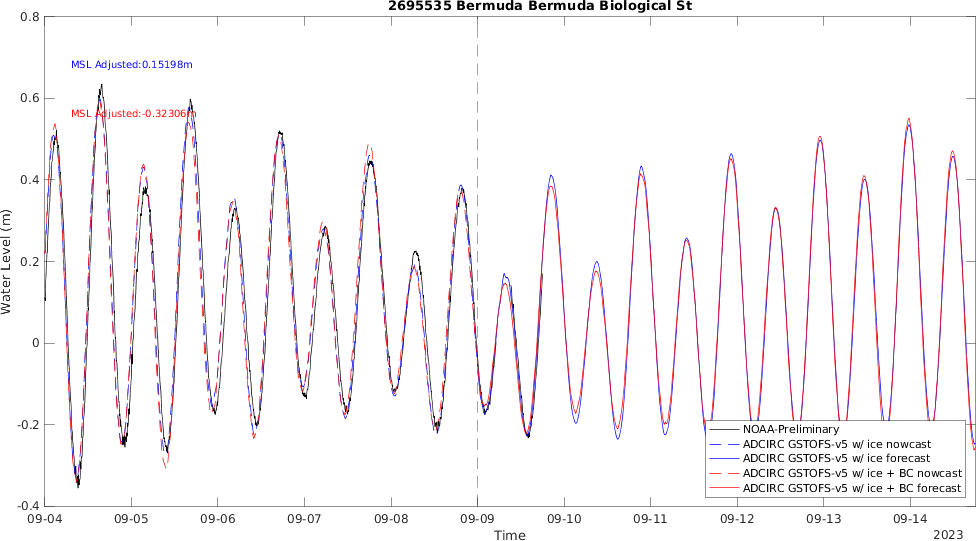 2695535 Bermuda Bermuda Biological St
0.8
MSL Adjusted:0.15198m
0.6
MSL Adjusted:-0.32306m
0.4
0.2
0
-0.2
-0.4
Water Level (m)
NOAA-Preliminary
ADCIRC GSTOFS-v5 w/ ice nowcast
ADCIRC GSTOFS-v5 w/ ice forecast
ADCIRC GSTOFS-v5 w/ ice + BC nowcast
ADCIRC GSTOFS-v5 w/ ice + BC forecast
09-04 09-05 09-06 09-07 09-08 09-09 09-10 09-11 09-12 09-13 09-14
Time
2023